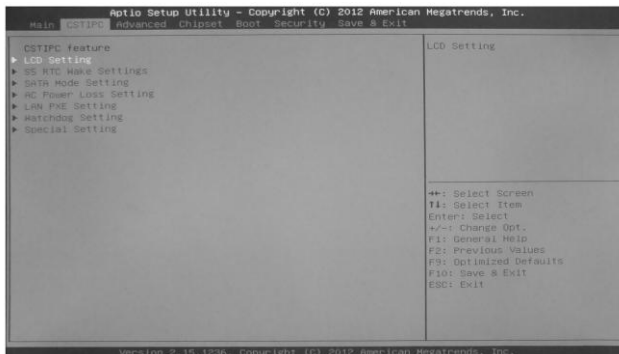 Aptio Setup Utility – Copyright (C) 2012 American Megatrends, Inc.
Main CSTIPC Advanced Chipset Boot Security Save & Exit
CSTIPC feature
► LCD Setting
► S5 RTC Wake Settings
► SATA Mode Setting
► AC Power Loss Setting
► LAN PXE Setting
► Watchdog Setting
► Special Setting
LCD Setting
→←: Select Screen
↑↓: Select Item
Enter: Select
+/-: Change Opt.
F1: General Help
F2: Previous Values
F9: Optimized Defaults
F10: Save & Exit
ESC: Exit
Version 2.15.1236. Copyright (C) 2012 American Megatrends, Inc.